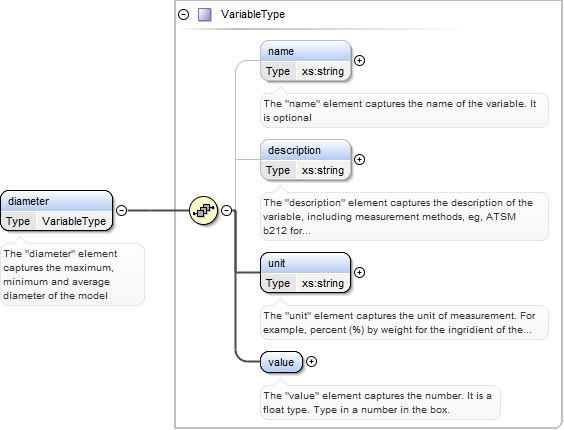 VariableType
name
Type xs:string
The "name" element captures the name of the variable. It
is optional
description
Type xs:string
The "description" element captures the description of the
variable, including measurement methods, eg, ATSM
b212 for...
diameter
Type VariableType
The "diameter" element
captures the maximum,
minimum and average
diameter of the model
unit
Type xs:string
The "unit" element captures the unit of measurement. For
example, percent (%) by weight for the ingridient of the...
value
The "value" element captures the number. It is a
float type. Type in a number in the box.